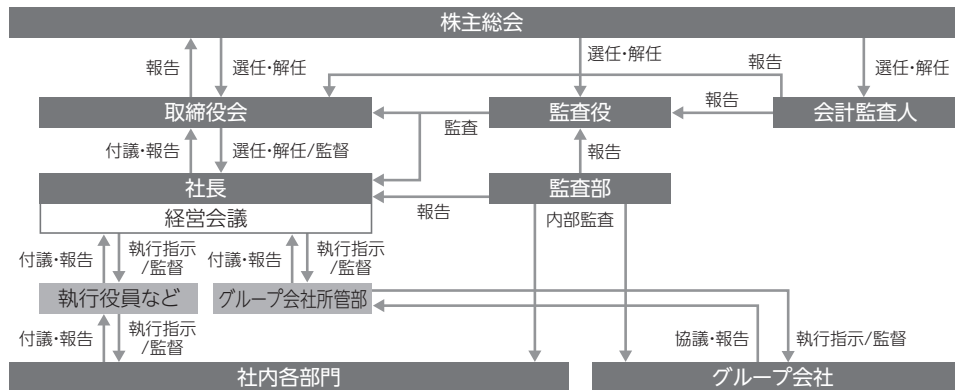 株主総会
報告
選任・解任
選任・解任
報告
選任・解任
取締役会
監査役
報告
会計監査人
監査
付議・報告
選任・解任/監督
報告
社長
監査部
経営会議
報告
内部監査
付議・報告
執行指示
/監督
付議・報告
執行指示
/監督
執行役員など
グループ会社所管部
付議・報告
執行指示
/監督
協議・報告
執行指示/監督
社内各部門
グループ会社